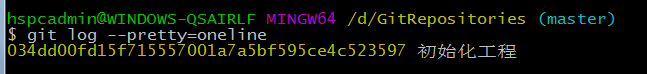 hspcadmin@WINDOWS-QSAIRLF MINGW64 /d/GitRepositories (master)
$ git log --pretty=oneline
034dd00fd15f715557001a7a5bf595ce4c523597 初始化工程